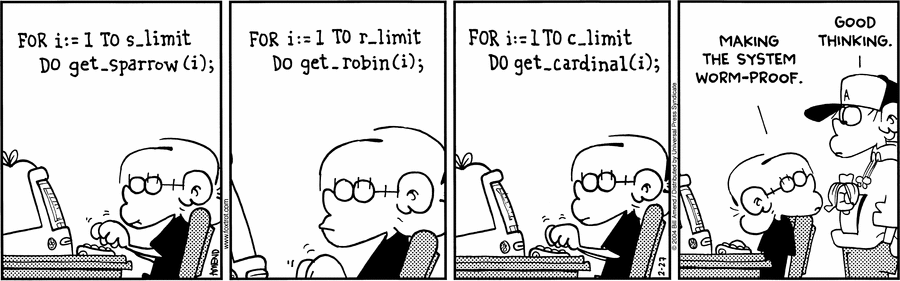 FOR i:= 1 TO s_limit
DO get_sparrow (i);
AMEND
FOR i:= 1 TO r_limit
DO get_robin(i);
www.foxtrot.com
FOR i:= 1 TO c_limit
DO get_cardinal(i);
2-27
MAKING
THE SYSTEM
WORM-PROOF.
GOOD
THINKING.
A